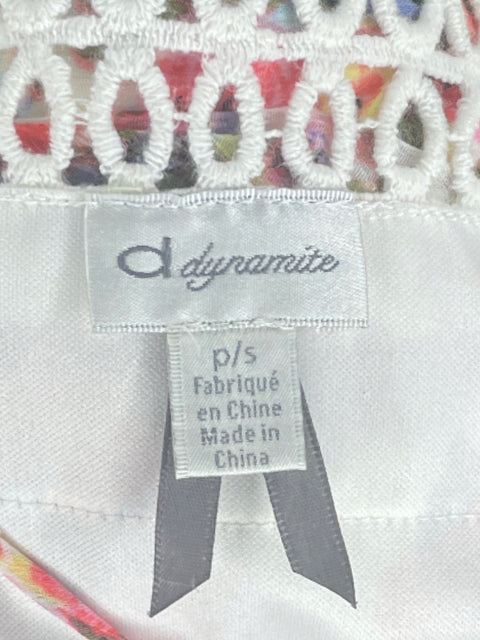 d dynamite
p/s
Fabriqué
en Chine
Made in
China